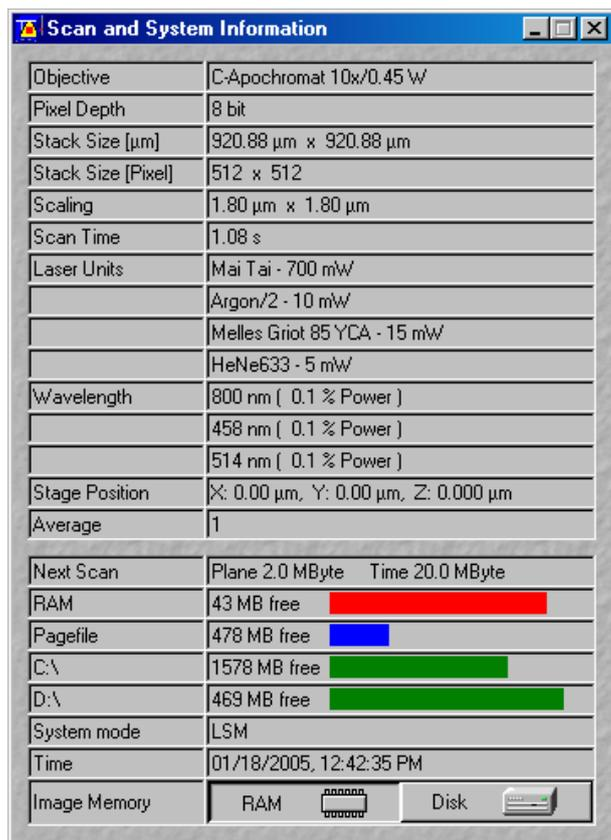 Scan and System Information
Objective C-Apochromat 10x/0.45 W
Pixel Depth 8 bit
Stack Size [µm] 920.88 µm x 920.88 µm
Stack Size [Pixel] 512 x 512
Scaling 1.80 µm x 1.80 µm
Scan Time 1.08 s
Laser Units Mai Tai - 700 mW
Argon/2 - 10 mW
Melles Griot 85 YCA - 15 mW
HeNe633 - 5 mW
Wavelength 800 nm ( 0.1 % Power )
458 nm ( 0.1 % Power )
514 nm ( 0.1 % Power )
Stage Position X: 0.00 µm, Y: 0.00 µm, Z: 0.000 µm
Average 1
Next Scan Plane 2.0 MByte Time 20.0 MByte
RAM 43 MB free
Pagefile 478 MB free
C:\ 1578 MB free
D:\ 469 MB free
System mode LSM
Time 01/18/2005, 12:42:35 PM
Image Memory RAM Disk